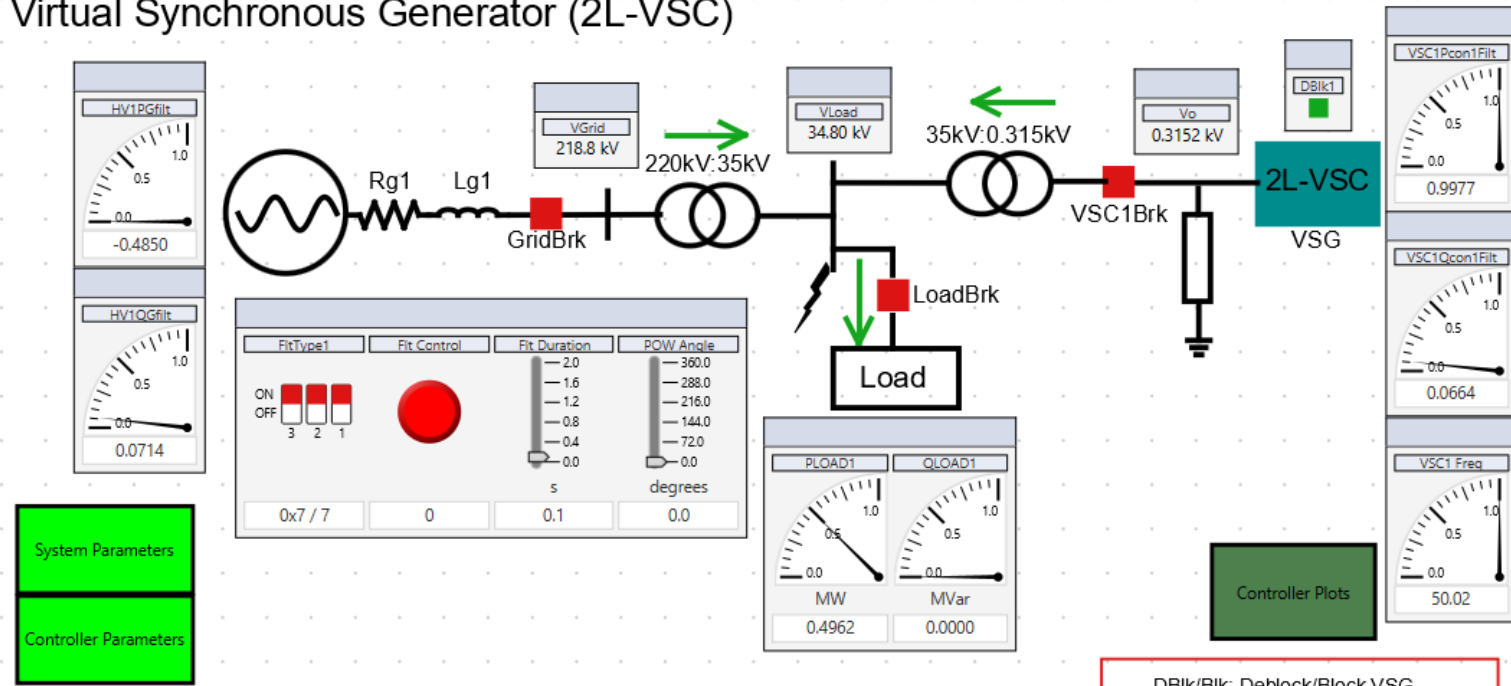 Virtual Synchronous Generator (2L-VSC)
HV1PGfilt
1.0
0.5
0.0
-0.4850
HV1QGfilt
1.0
0.5
0.0
0.0714
Rg1
Lg1
GridBrk
VGrid
218.8 kV
220kV:35kV
VLoad
34.80 kV
35kV:0.315kV
Vo
0.3152 kV
VSC1Brk
DBlk1
2L-VSC
VSG
LoadBrk
Load
VSC1Pcon1Filt
1.0
0.5
0.0
0.9977
VSC1Qcon1Filt
1.0
0.5
0.0
0.0664
VSC1 Freq
1.0
0.5
0.0
50.02
FltType1
ON
OFF
3 2 1
0x7 / 7
Flt Control
0
Flt Duration
2.0
1.6
1.2
0.8
0.4
0.0
s
0.1
POW Angle
360.0
288.0
216.0
144.0
72.0
0.0
degrees
0.0
PLOAD1
1.0
0.5
0.0
MW
0.4962
QLOAD1
1.0
0.5
0.0
MVar
0.0000
System Parameters
Controller Parameters
Controller Plots
DBlk/Blk: Deblock/Block VSG